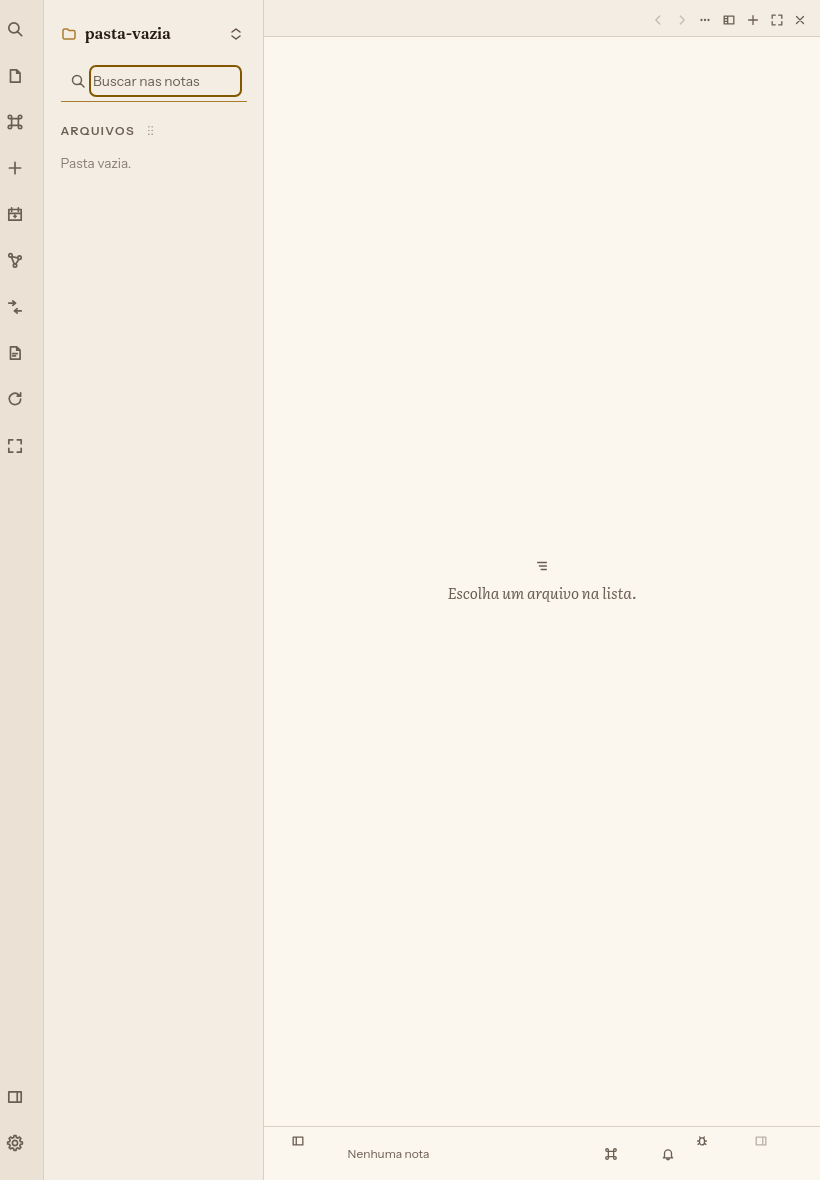 pasta-vazia
Buscar nas notas
ARQUIVOS
Pasta vazia.
Escolha um arquivo na lista.
Nenhuma nota